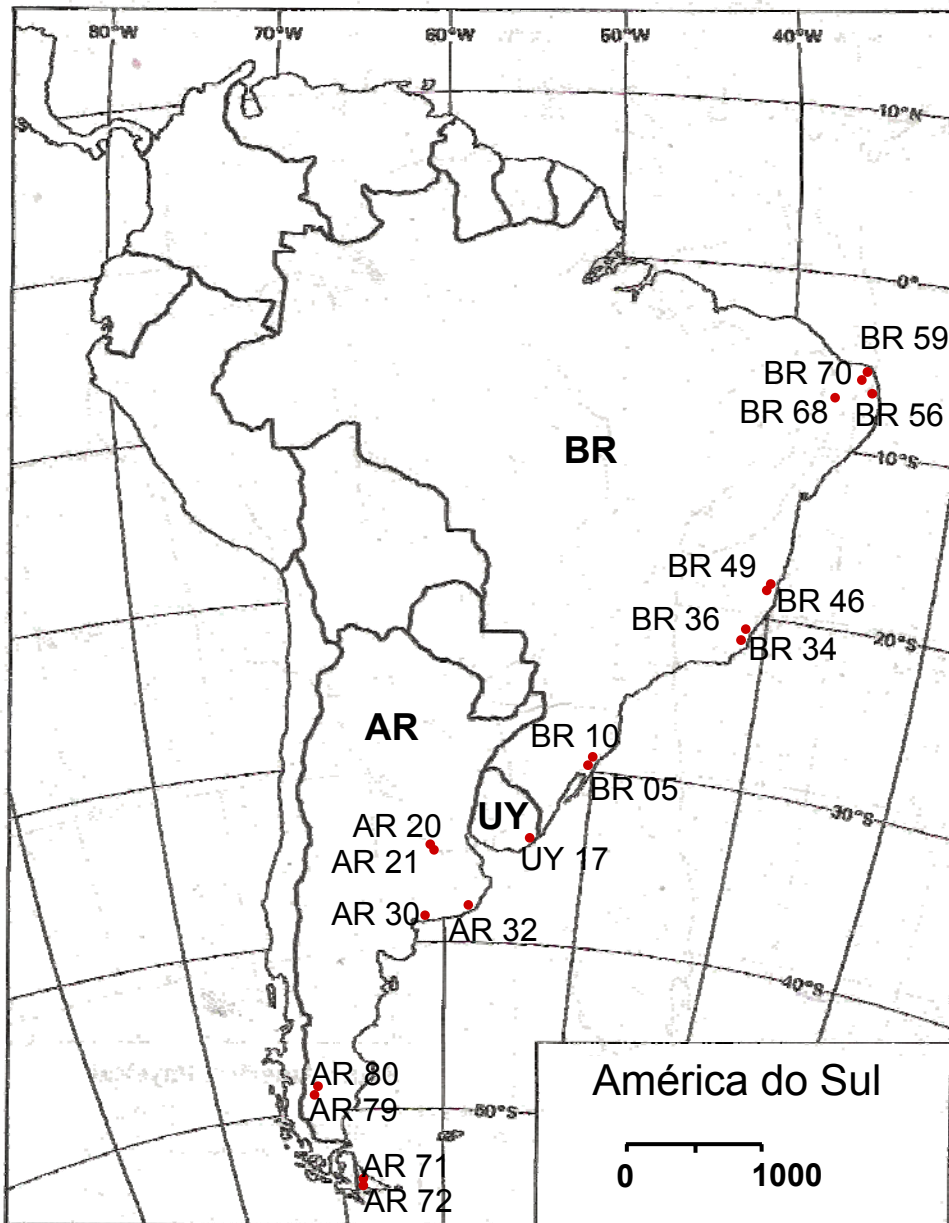 80°W 70°W 60°W 50°W 40°W
10°N
0°
BR 59
BR 70
BR 68 BR 56
BR
10°S
BR 49
BR 46
BR 36
BR 34
20°S
AR
BR 10
BR 05
UY
30°S
AR 20
AR 21
UY 17
AR 30
AR 32
40°S
AR 80
AR 79
50°S
AR 71
AR 72
América do Sul
0 1000